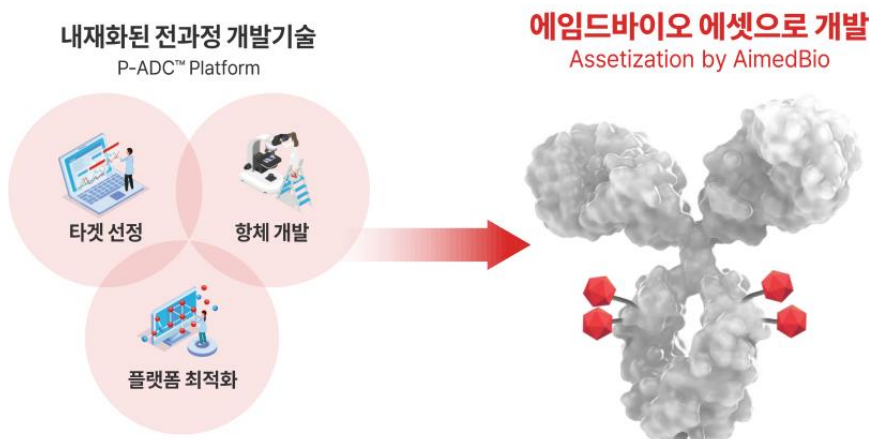 내재화된 전과정 개발기술
P-ADC™ Platform
타겟 선정
항체 개발
플랫폼 최적화
에임드바이오 에셋으로 개발
Assetization by AimedBio